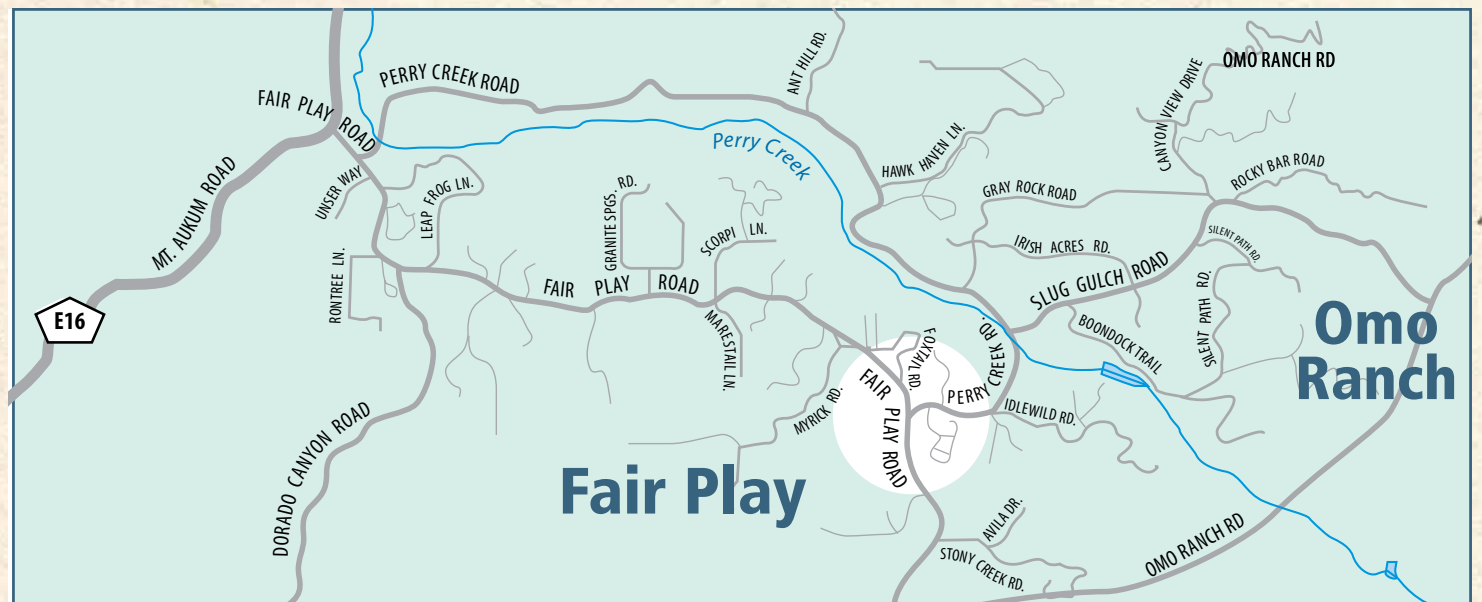 OMO RANCH RD
ANT HILL RD.
PERRY CREEK ROAD
FAIR PLAY ROAD
CANYON VIEW DRIVE
Perry Creek
HAWK HAVEN LN.
ROCKY BAR ROAD
MT. AUKUM ROAD
UNSER WAY
LEAP FROG LN.
GRANITE SPGS. RD.
GRAY ROCK ROAD
SCORPI LN.
IRISH ACRES RD.
SILENT PATH RD.
RONTREE LN.
FAIR PLAY ROAD
SLUG GULCH ROAD
E16
MARESTAIL LN.
FOXTAIL RD.
PERRY CREEK RD.
BOONDOCK TRAIL
SILENT PATH RD.
Omo
Ranch
DORADO CANYON ROAD
MYRICK RD.
FAIR PLAY ROAD
IDLEWILD RD.
Fair Play
AVILA DR.
STONY CREEK RD.
OMO RANCH RD